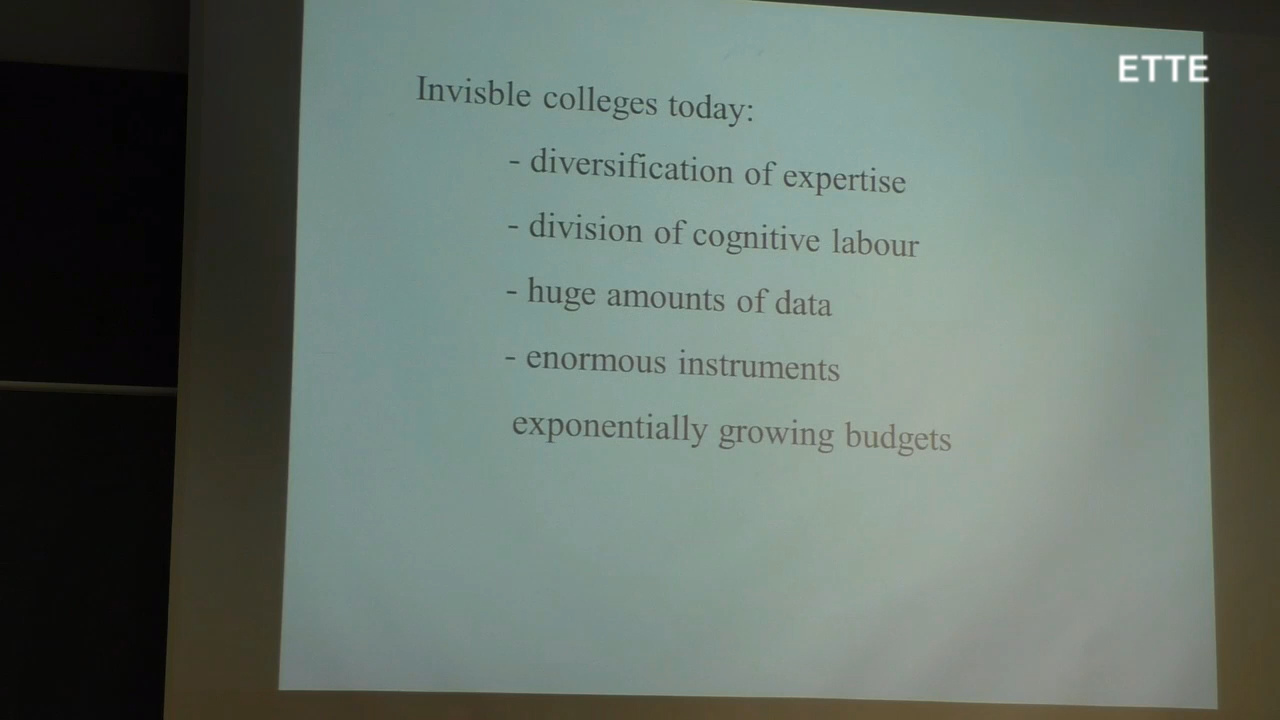 ETTE
Invisble colleges today:
- diversification of expertise
- division of cognitive labour
- huge amounts of data
- enormous instruments
exponentially growing budgets